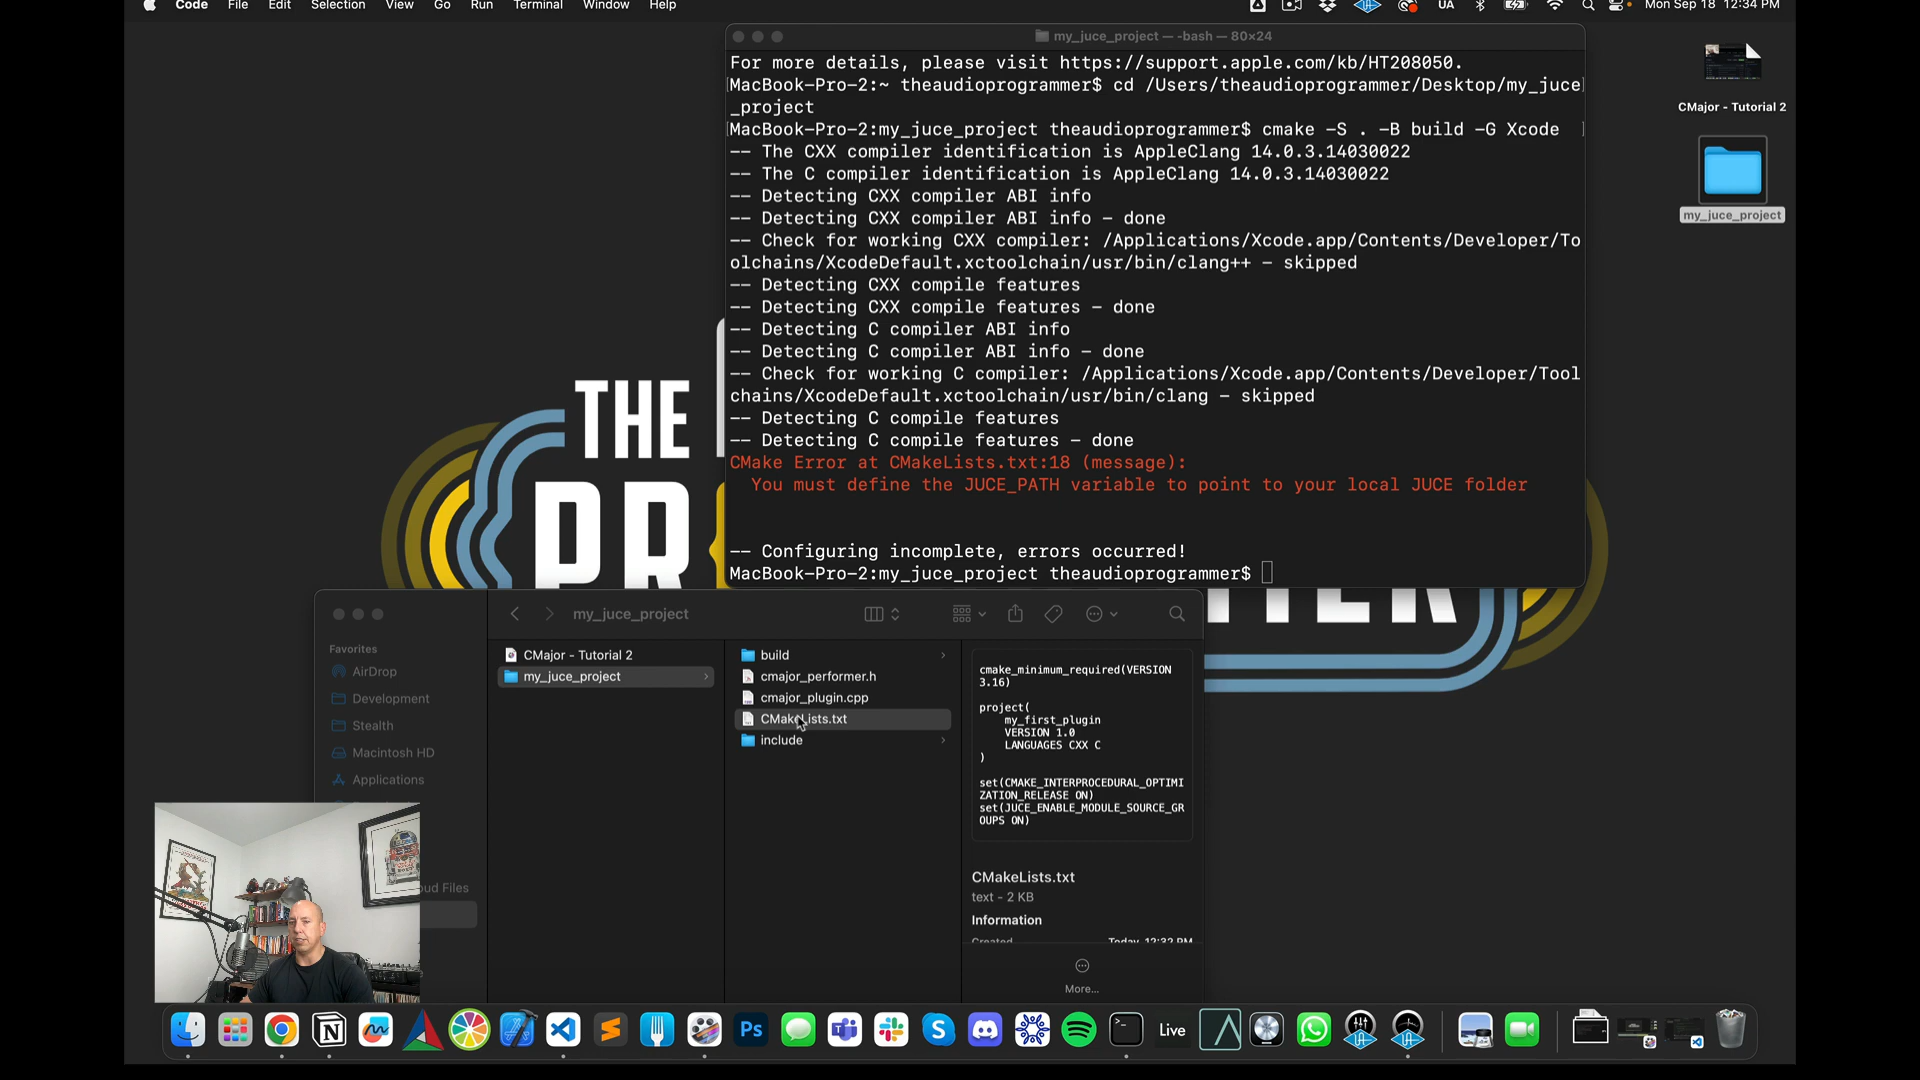 Code File Edit Selection View Go Run Terminal Window Help
UA Mon Sep 18 12:34 PM
my_juce_project — -bash — 80×24
For more details, please visit https://support.apple.com/kb/HT208050.
MacBook-Pro-2:~ theaudioprogrammer$ cd /Users/theaudioprogrammer/Desktop/my_juce
_project
MacBook-Pro-2:my_juce_project theaudioprogrammer$ cmake -S . -B build -G Xcode
-- The CXX compiler identification is AppleClang 14.0.3.14030022
-- The C compiler identification is AppleClang 14.0.3.14030022
-- Detecting CXX compiler ABI info
-- Detecting CXX compiler ABI info - done
-- Check for working CXX compiler: /Applications/Xcode.app/Contents/Developer/To
olchains/XcodeDefault.xctoolchain/usr/bin/clang++ - skipped
-- Detecting CXX compile features
-- Detecting CXX compile features - done
-- Detecting C compiler ABI info
-- Detecting C compiler ABI info - done
-- Check for working C compiler: /Applications/Xcode.app/Contents/Developer/Tool
chains/XcodeDefault.xctoolchain/usr/bin/clang - skipped
-- Detecting C compile features
-- Detecting C compile features - done
CMake Error at CMakeLists.txt:18 (message):
You must define the JUCE_PATH variable to point to your local JUCE folder
-- Configuring incomplete, errors occurred!
MacBook-Pro-2:my_juce_project theaudioprogrammer$
CMajor - Tutorial 2
my_juce_project
THE
PR
my_juce_project
Favorites
AirDrop
Development
Stealth
Macintosh HD
Applications
oud Files
CMajor - Tutorial 2
my_juce_project
build
cmajor_performer.h
cmajor_plugin.cpp
CMakeLists.txt
include
cmake_minimum_required(VERSION
3.16)
project(
my_first_plugin
VERSION 1.0
LANGUAGES CXX C
)
set(CMAKE_INTERPROCEDURAL_OPTIMI
ZATION_RELEASE ON)
set(JUCE_ENABLE_MODULE_SOURCE_GR
OUPS ON)
CMakeLists.txt
text - 2 KB
Information
Created Today, 12:32 PM
More...
Ps
Live